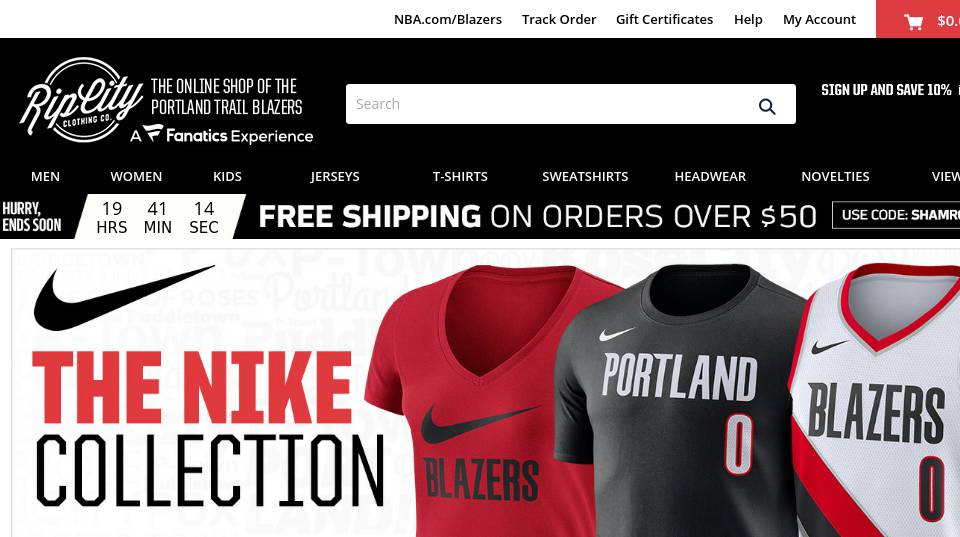 NBA.com/Blazers Track Order Gift Certificates Help My Account $0.
RipCity
CLOTHING CO.
THE ONLINE SHOP OF THE
PORTLAND TRAIL BLAZERS
A Fanatics Experience
Search
SIGN UP AND SAVE 10%
MEN WOMEN KIDS JERSEYS T-SHIRTS SWEATSHIRTS HEADWEAR NOVELTIES VIEW
HURRY,
ENDS SOON
19 41 14
HRS MIN SEC
FREE SHIPPING ON ORDERS OVER $50
USE CODE: SHAMRO
THE NIKE
COLLECTION
BLAZERS
PORTLAND
0
BLAZERS
0